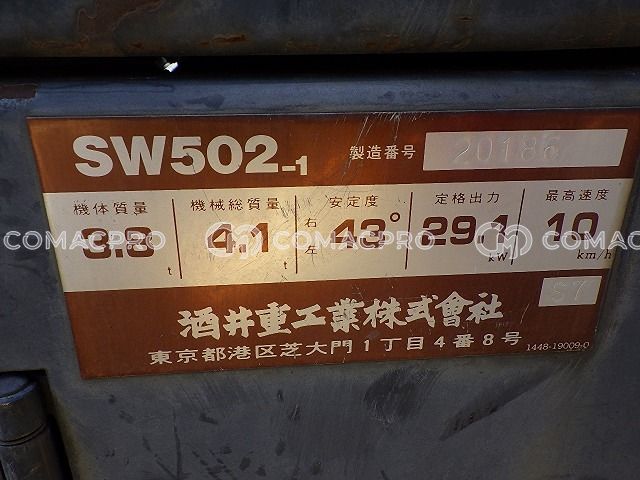 SW502-1 製造番号 20186
機体質量 機械総質量 安定度 定格出力 最高速度
3.8 t 4.1 t 右 左 43° 29.1 kW 10 km/h
COMACPRO COMACPRO COMACPRO
S7
酒井重工業株式會社
東京都港区芝大門1丁目4番8号
1448-19009-0